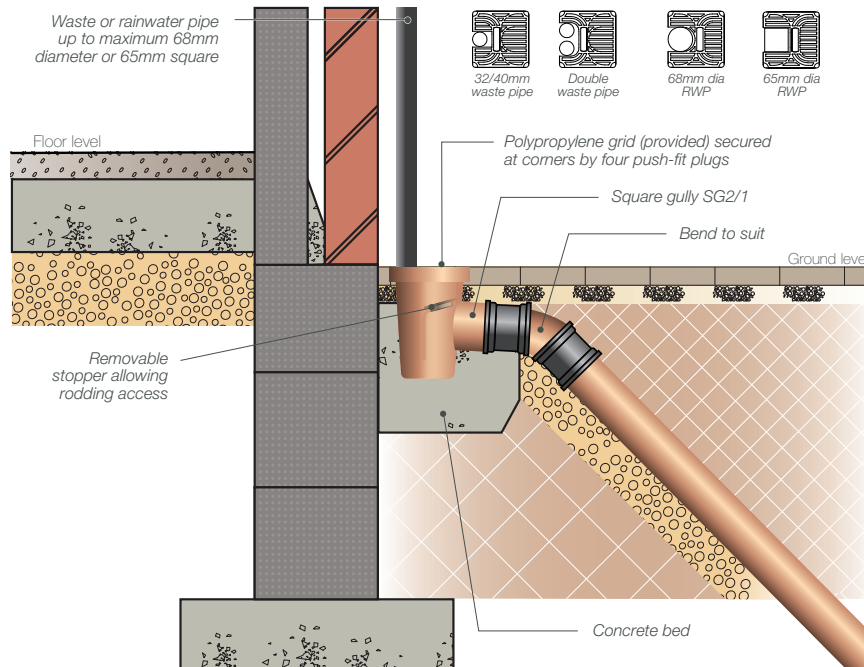 Waste or rainwater pipe
up to maximum 68mm
diameter or 65mm square
32/40mm
waste pipe
Double
waste pipe
68mm dia
RWP
65mm dia
RWP
Floor level
Polypropylene grid (provided) secured
at corners by four push-fit plugs
Square gully SG2/1
Bend to suit
Ground level
Removable
stopper allowing
rodding access
Concrete bed